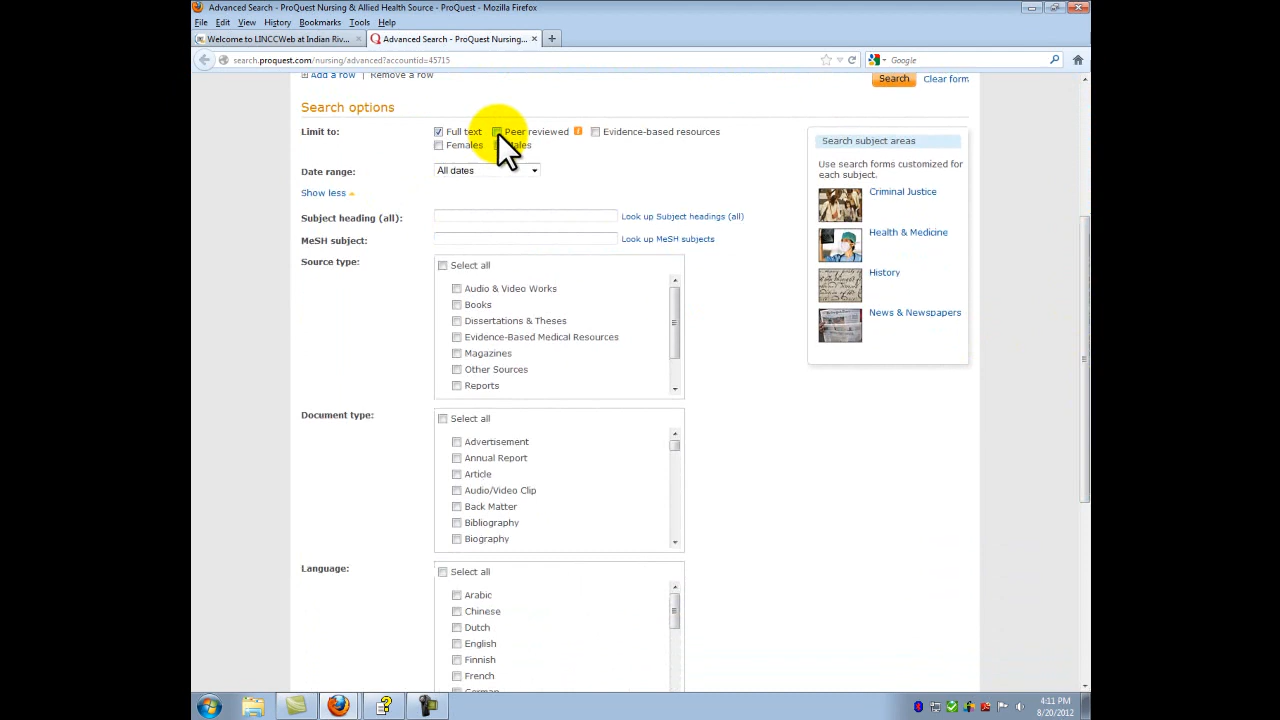 Advanced Search - ProQuest Nursing & Allied Health Source - ProQuest - Mozilla Firefox
File Edit View History Bookmarks Tools Help
Welcome to LINCCWeb at Indian Riv... Advanced Search - ProQuest Nursing...
search.proquest.com/nursing/advanced?accountid=45715 Google
Add a row Remove a row Search Clear form
Search options
Limit to: Full text Peer reviewed Evidence-based resources
Females
Date range: All dates
Show less
Subject heading (all): Look up Subject headings (all)
MeSH subject: Look up MeSH subjects
Source type: Select all
Audio & Video Works
Books
Dissertations & Theses
Evidence-Based Medical Resources
Magazines
Other Sources
Reports
Document type: Select all
Advertisement
Annual Report
Article
Audio/Video Clip
Back Matter
Bibliography
Biography
Language: Select all
Arabic
Chinese
Dutch
English
Finnish
French
Search subject areas
Use search forms customized for
each subject.
Criminal Justice
Health & Medicine
History
News & Newspapers
4:11 PM
8/20/2012